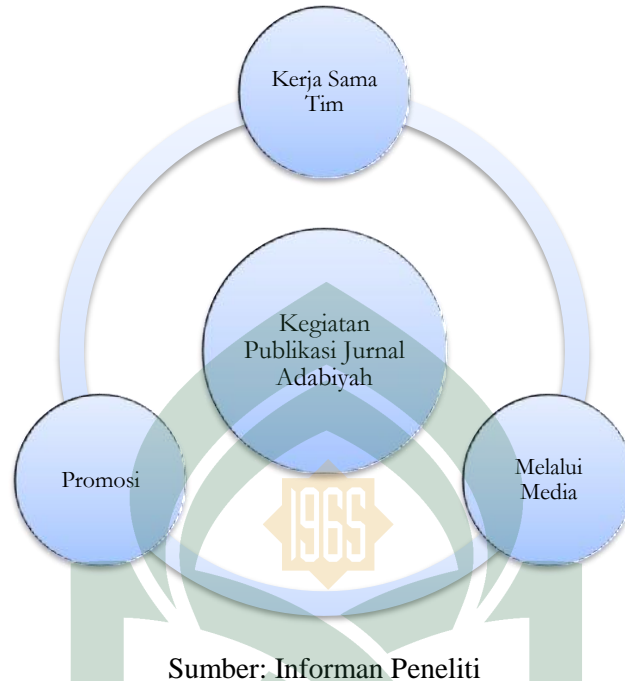 Kerja Sama
Tim
Kegiatan
Publikasi Jurnal
Adabiyah
Promosi
Melalui
Media
1965
Sumber: Informan Peneliti